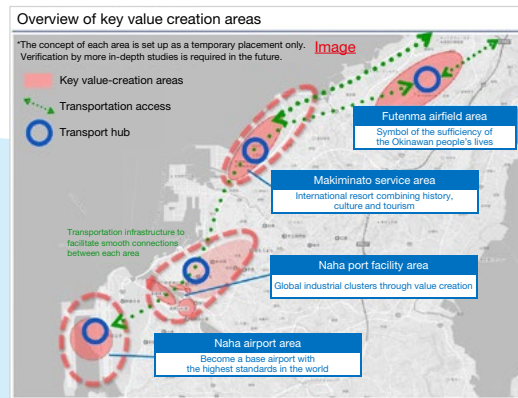 Overview of key value creation areas
*The concept of each area is set up as a temporary placement only.
Verification by more in-depth studies is required in the future.
Image
Key value-creation areas
Transportation access
Transport hub
Futenma airfield area
Symbol of the sufficiency of
the Okinawan people's lives
Makiminato service area
International resort combining history,
culture and tourism
Transportation infrastructure to
facilitate smooth connections
between each area
Naha port facility area
Global industrial clusters through value creation
Naha airport area
Become a base airport with
the highest standards in the world